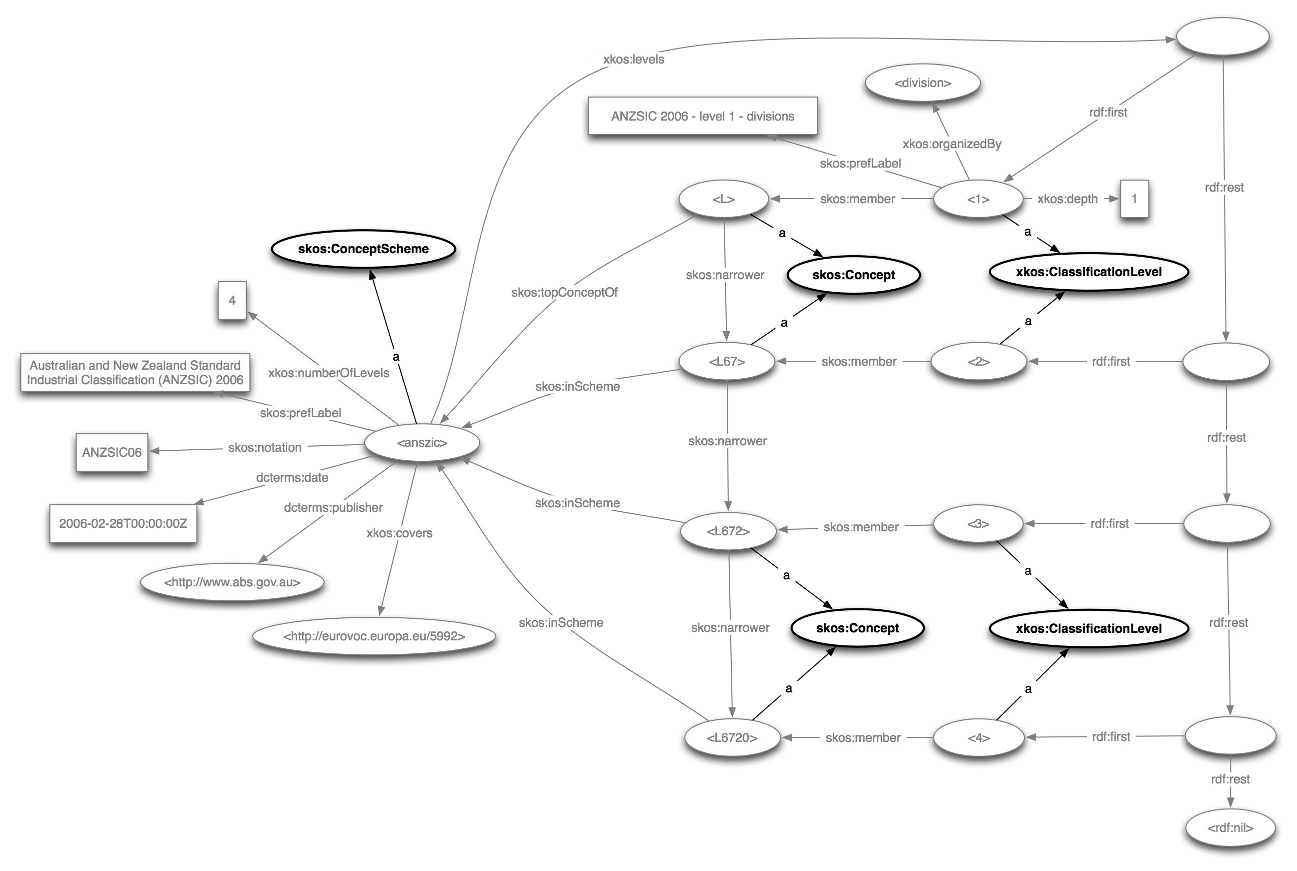 xkos:levels
<division>
ANZSIC 2006 - level 1 - divisions
rdf:first
xkos:organizedBy
skos:prefLabel
rdf:rest
<L>
skos:member
<1>
xkos:depth
1
a
a
skos:ConceptScheme
skos:narrower
skos:Concept
xkos:ClassificationLevel
skos:topConceptOf
4
a
a
a
<L67>
skos:member
<2>
rdf:first
Australian and New Zealand Standard
Industrial Classification (ANZSIC) 2006
xkos:numberOfLevels
skos:inScheme
skos:prefLabel
<anszic>
skos:narrower
rdf:rest
ANZSIC06
skos:notation
dcterms:date
skos:inScheme
dcterms:publisher
2006-02-28T00:00:00Z
xkos:covers
<L672>
skos:member
<3>
rdf:first
a
a
<http://www.abs.gov.au>
skos:inScheme
skos:narrower
skos:Concept
xkos:ClassificationLevel
rdf:rest
<http://eurovoc.europa.eu/5992>
a
a
<L6720>
skos:member
<4>
rdf:first
rdf:rest
<rdf:nil>